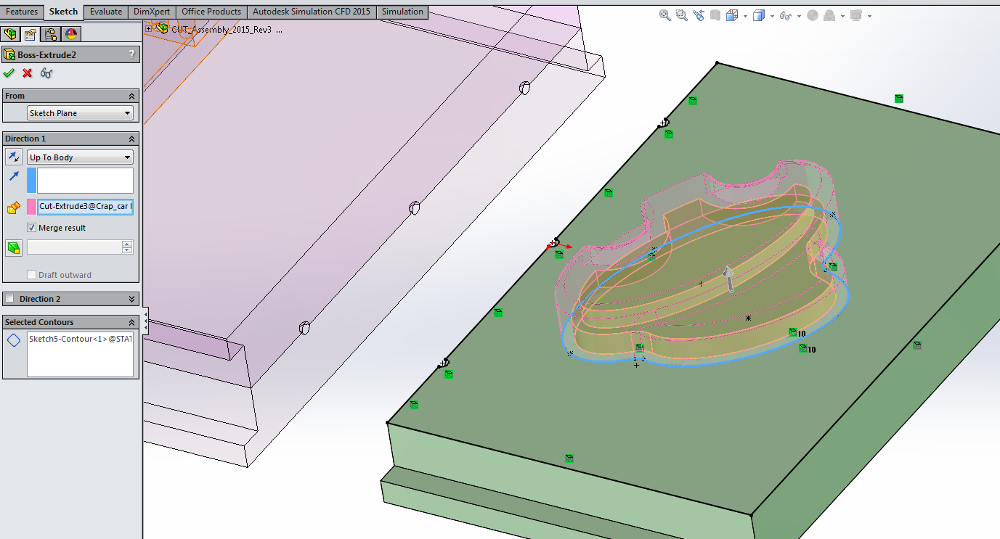 Features Sketch Evaluate DimXpert Office Products Autodesk Simulation CFD 2015 Simulation
CUT_Assembly_2015_Rev3 ...
Boss-Extrude2 ?
From
Sketch Plane
Direction 1
Up To Body
Cut-Extrude3@Crap_car
Merge result
Draft outward
Direction 2
Selected Contours
Sketch5-Contour<1>@STAT
10
10